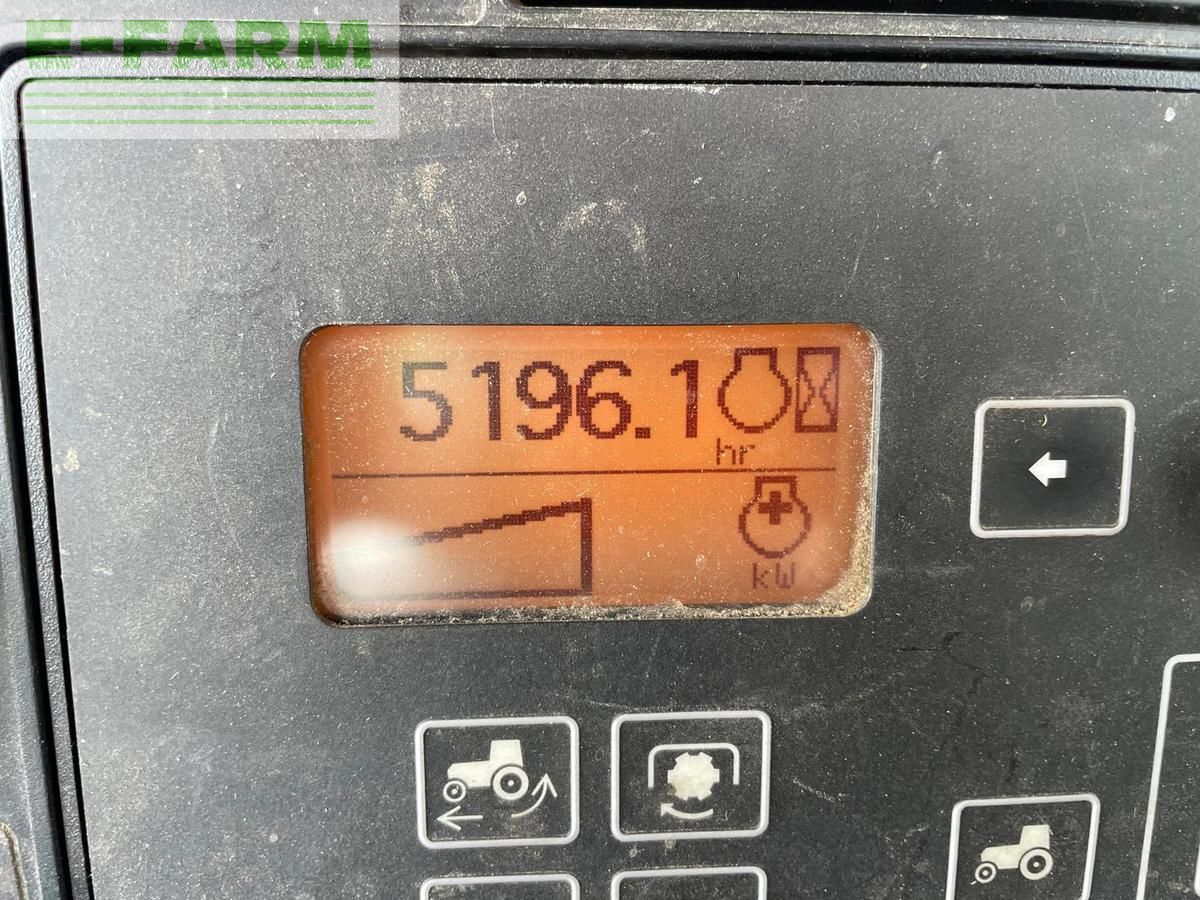 E-FARM
5196.1
hr
kW